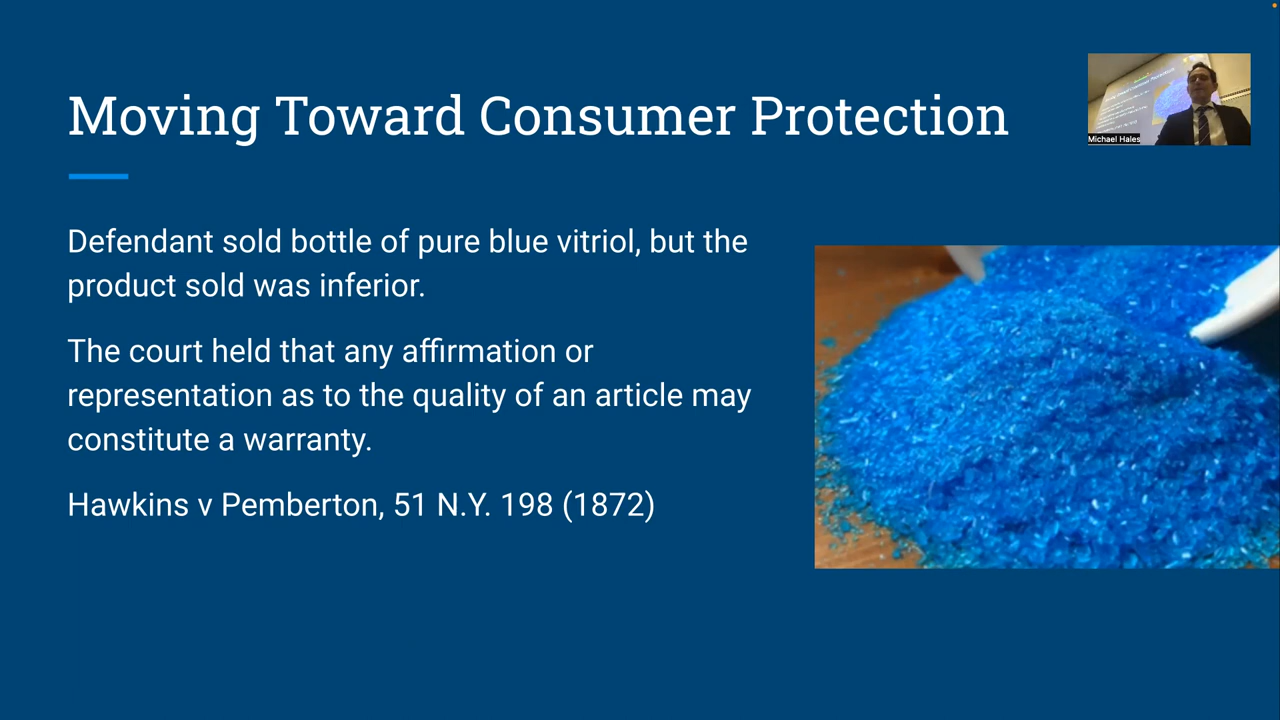 Moving Toward Consumer Protection
Michael Hales
Defendant sold bottle of pure blue vitriol, but the
product sold was inferior.
The court held that any affirmation or
representation as to the quality of an article may
constitute a warranty.
Hawkins v Pemberton, 51 N.Y. 198 (1872)